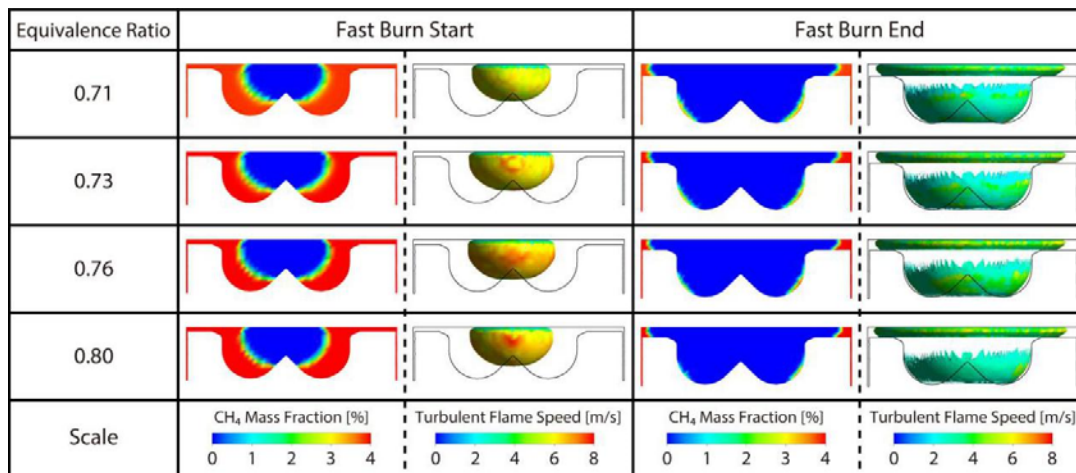 Equivalence Ratio Fast Burn Start Fast Burn End
0.71
0.73
0.76
0.80
Scale
CH₄ Mass Fraction [%] Turbulent Flame Speed [m/s] CH₄ Mass Fraction [%] Turbulent Flame Speed [m/s]
0 1 2 3 4 0 2 4 6 8 0 1 2 3 4 0 2 4 6 8